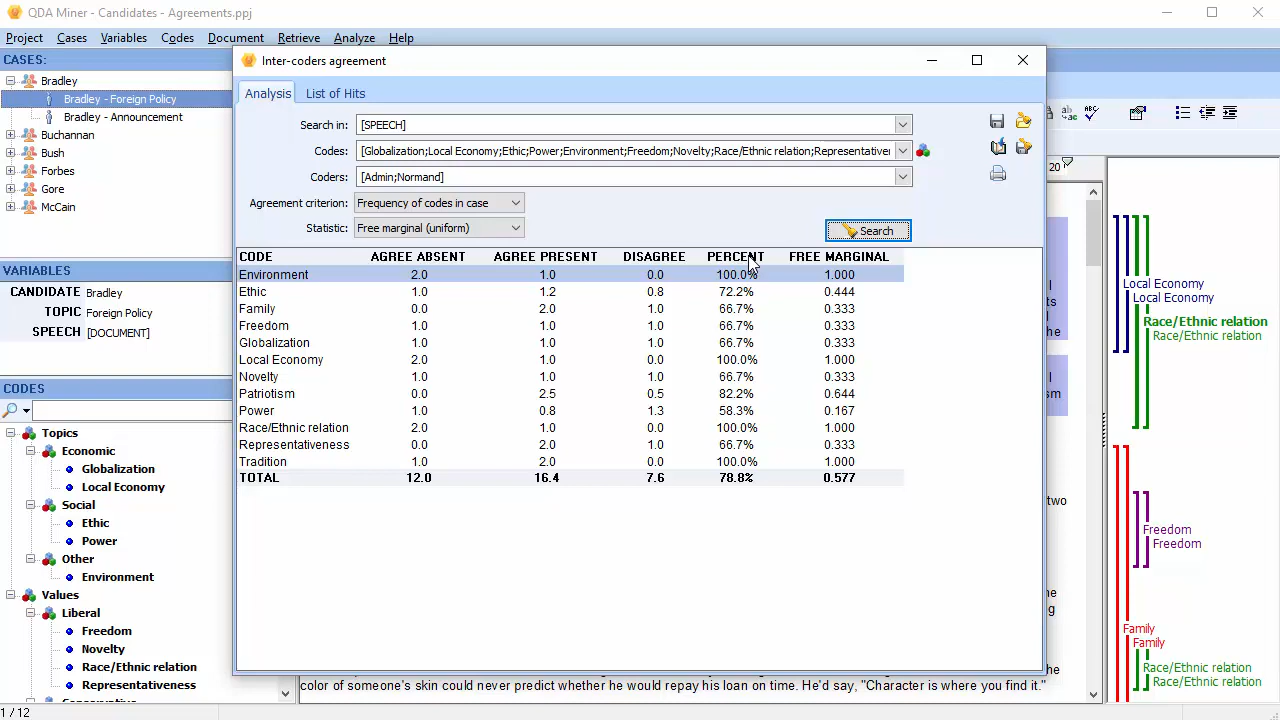 QDA Miner - Candidates - Agreements.ppj
Project Cases Variables Codes Document Retrieve Analyze Help
CASES:
Bradley
Bradley - Foreign Policy
Bradley - Announcement
Buchannan
Bush
Forbes
Gore
McCain
VARIABLES
CANDIDATE Bradley
TOPIC Foreign Policy
SPEECH [DOCUMENT]
CODES
Topics
Economic
Globalization
Local Economy
Social
Ethic
Power
Other
Environment
Values
Liberal
Freedom
Novelty
Race/Ethnic relation
Representativeness
1 / 12
Inter-coders agreement
Analysis List of Hits
Search in: [SPEECH]
Codes: [Globalization;Local Economy;Ethic;Power;Environment;Freedom;Novelty;Race/Ethnic relation;Representativer
Coders: [Admin;Normand]
Agreement criterion: Frequency of codes in case
Statistic: Free marginal (uniform)
Search
CODE AGREE ABSENT AGREE PRESENT DISAGREE PERCENT FREE MARGINAL
Environment 2.0 1.0 0.0 100.0% 1.000
Ethic 1.0 1.2 0.8 72.2% 0.444
Family 0.0 2.0 1.0 66.7% 0.333
Freedom 1.0 1.0 1.0 66.7% 0.333
Globalization 1.0 1.0 1.0 66.7% 0.333
Local Economy 2.0 1.0 0.0 100.0% 1.000
Novelty 1.0 1.0 1.0 66.7% 0.333
Patriotism 0.0 2.5 0.5 82.2% 0.644
Power 1.0 0.8 1.3 58.3% 0.167
Race/Ethnic relation 2.0 1.0 0.0 100.0% 1.000
Representativeness 0.0 2.0 1.0 66.7% 0.333
Tradition 1.0 2.0 0.0 100.0% 1.000
TOTAL 12.0 16.4 7.6 78.8% 0.577
20
the
two
the
color of someone's skin could never predict whether he would repay his loan on time. He'd say, "Character is where you find it."
Local Economy
Local Economy
Race/Ethnic relation
Race/Ethnic relation
Freedom
Freedom
Family
Family
Race/Ethnic relation
Race/Ethnic relation